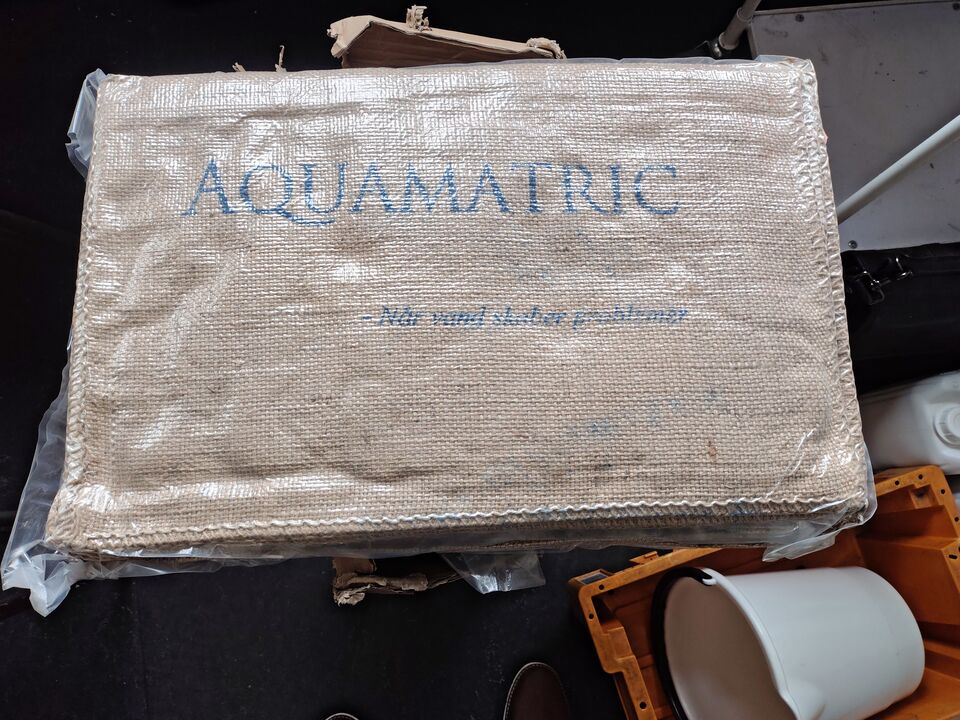 AQUAMATRIC
- Når vand skaber problemer